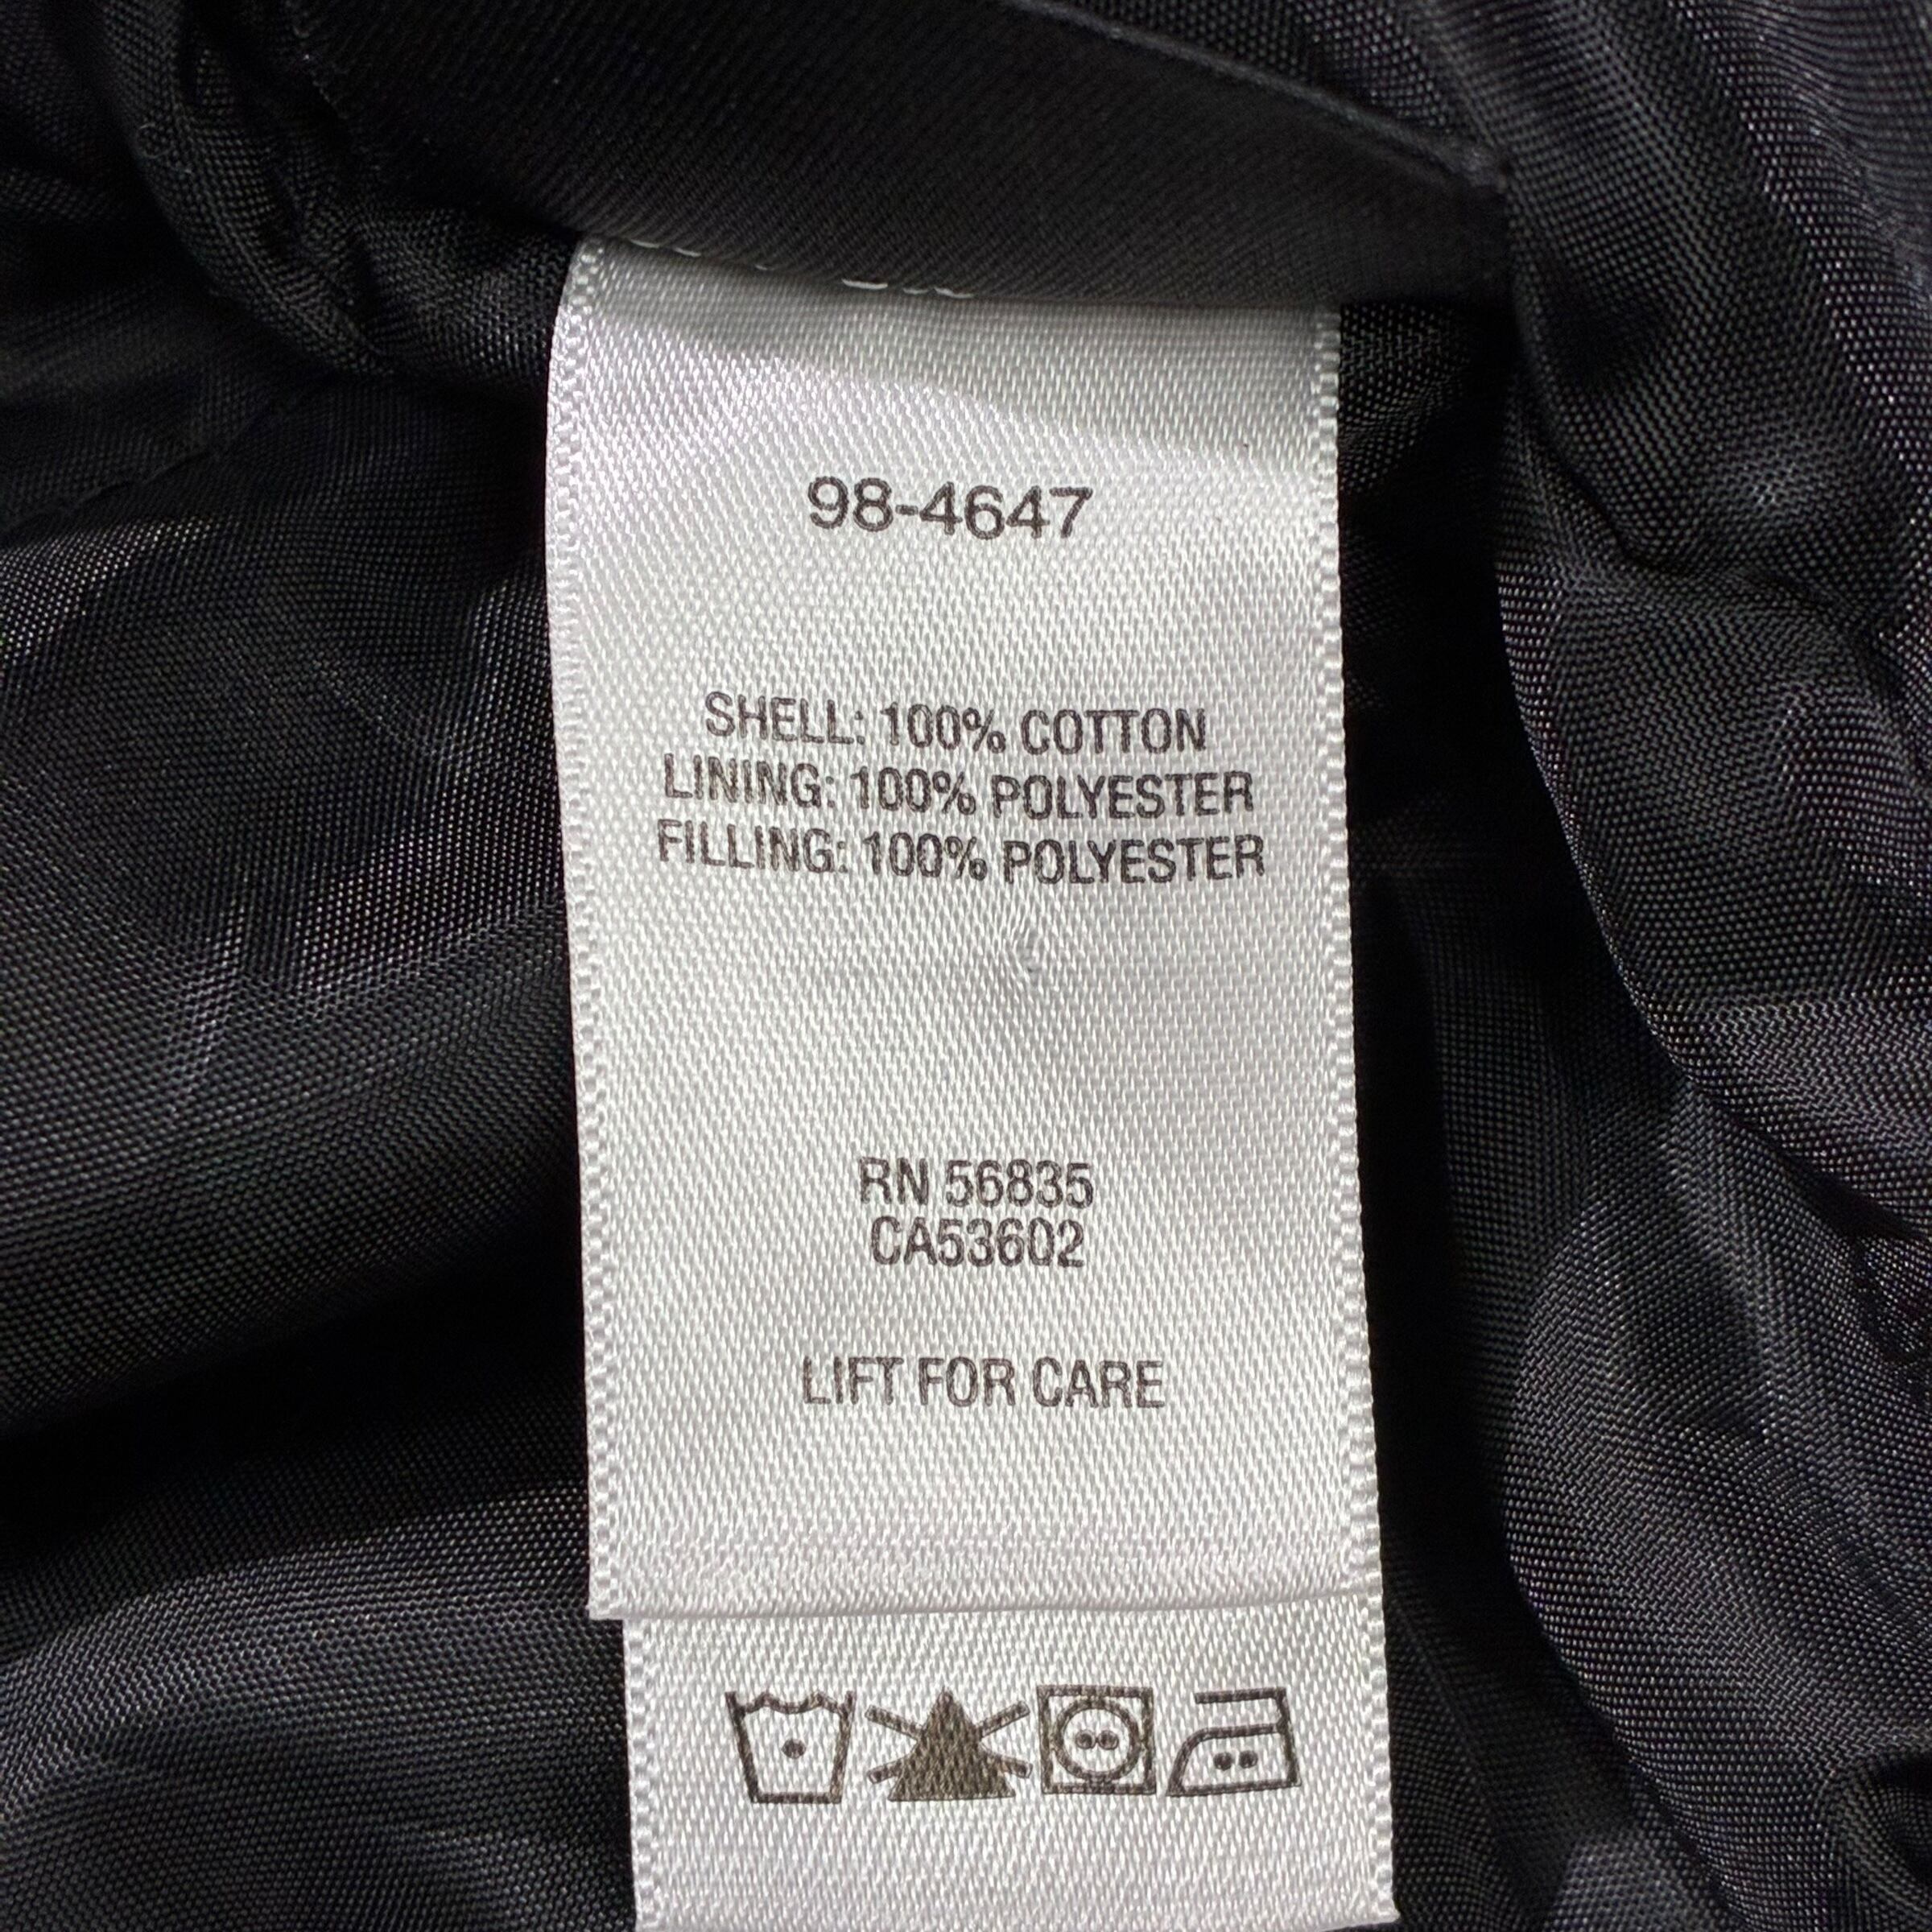 98-4647
SHELL: 100% COTTON
LINING: 100% POLYESTER
FILLING: 100% POLYESTER
RN 56835
CA53602
LIFT FOR CARE